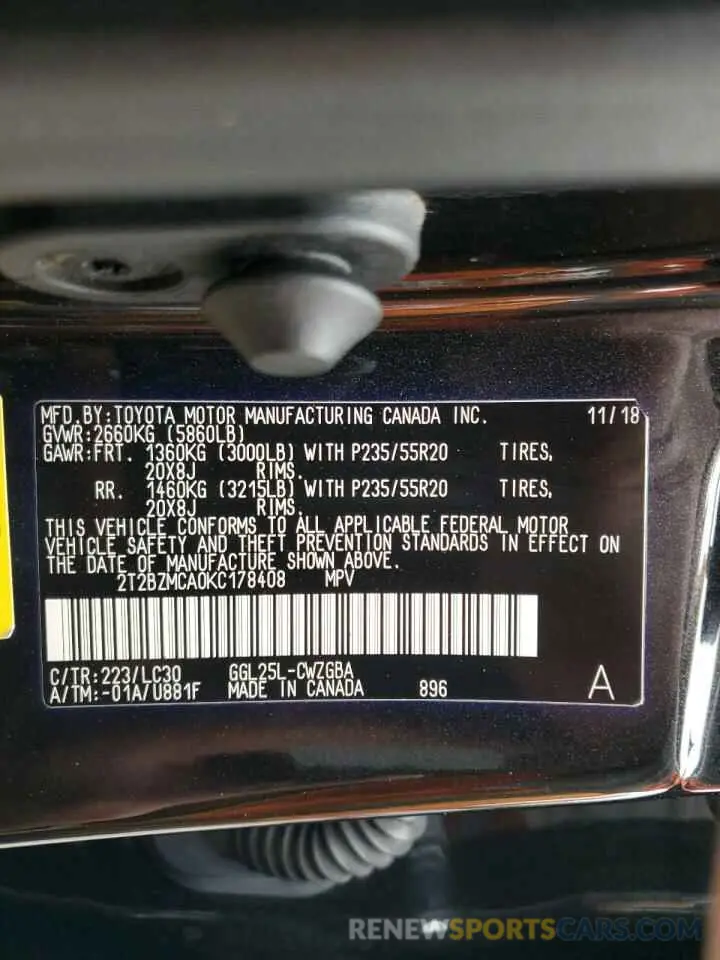 MFD.BY:TOYOTA MOTOR MANUFACTURING CANADA INC. 11/18
GVWR:2660KG (5860LB)
GAWR:FRT. 1360KG (3000LB) WITH P235/55R20 TIRES,
20X8J RIMS.
RR. 1460KG (3215LB) WITH P235/55R20 TIRES,
20X8J RIMS.
THIS VEHICLE CONFORMS TO ALL APPLICABLE FEDERAL MOTOR
VEHICLE SAFETY AND THEFT PREVENTION STANDARDS IN EFFECT ON
THE DATE OF MANUFACTURE SHOWN ABOVE.
2T2BZMCA0KC178408 MPV
C/TR:223/LC30 GGL25L-CWZGBA
A/TM:-01A/U881F MADE IN CANADA 896 A
RENEWSPORTSCARS.COM